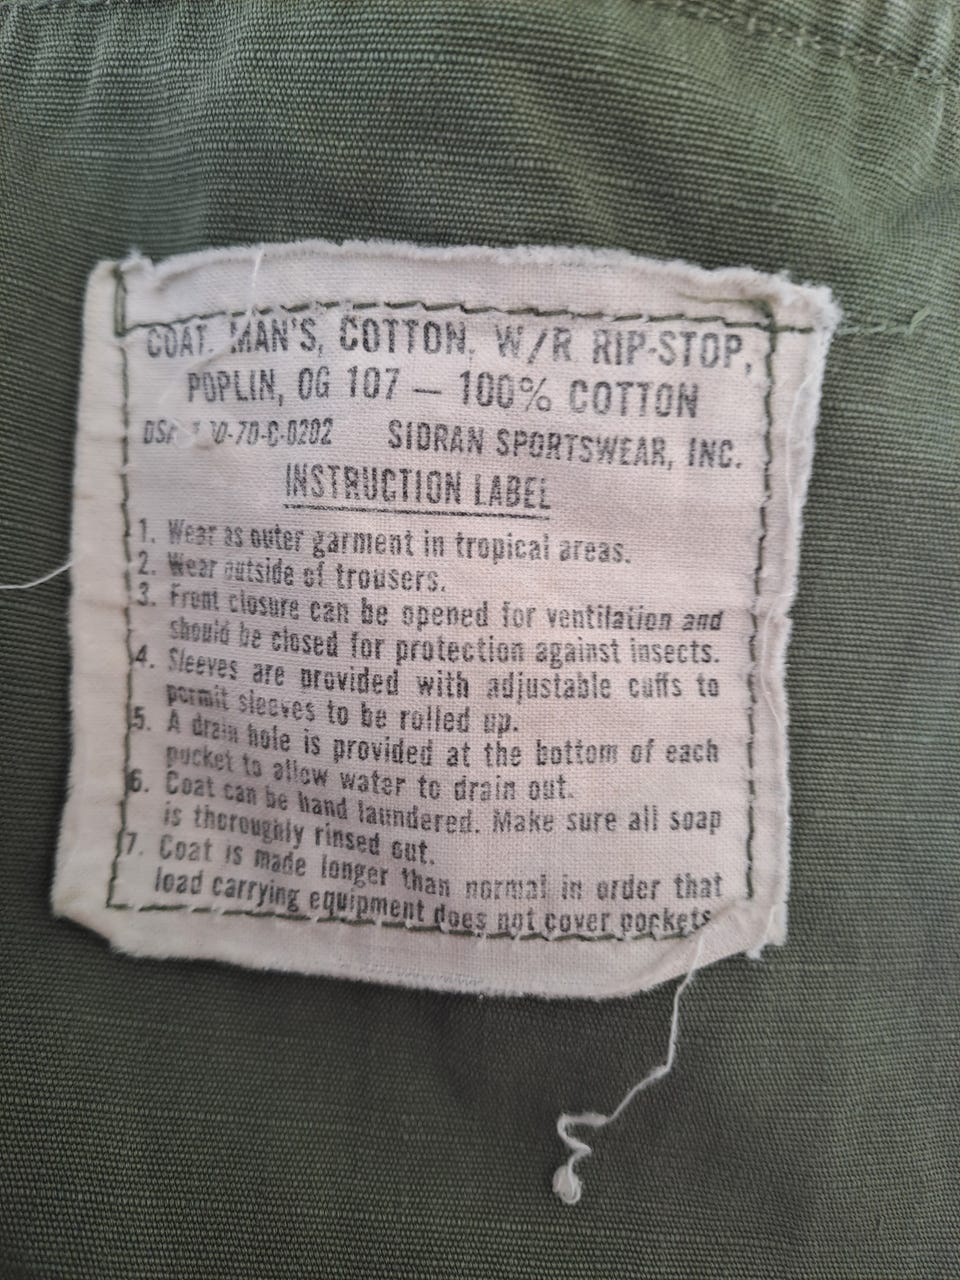 COAT, MAN'S, COTTON, W/R RIP-STOP,
POPLIN, OG 107 — 100% COTTON
SIDRAN SPORTSWEAR, INC.
INSTRUCTION LABEL
1. Wear as outer garment in tropical areas.
2. Wear outside of trousers.
3. Front closure can be opened for ventilation and
should be closed for protection against insects.
4. Sleeves are provided with adjustable cuffs to
permit sleeves to be rolled up.
5. A drain hole is provided at the bottom of each
pocket to allow water to drain out.
6. Coat can be hand laundered. Make sure all soap
is thoroughly rinsed out.
7. Coat is made longer than normal in order that
load carrying equipment does not cover pockets